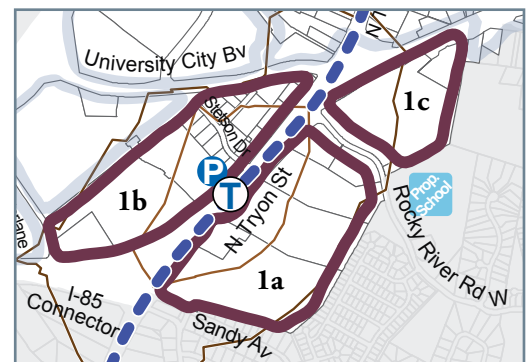 University City Bv
N
1c
Stetson Dr
P
T
1b
N Tryon St
Prop.
School
Rocky River Rd W
rlane
1a
I-85
Connector
Sandy Av